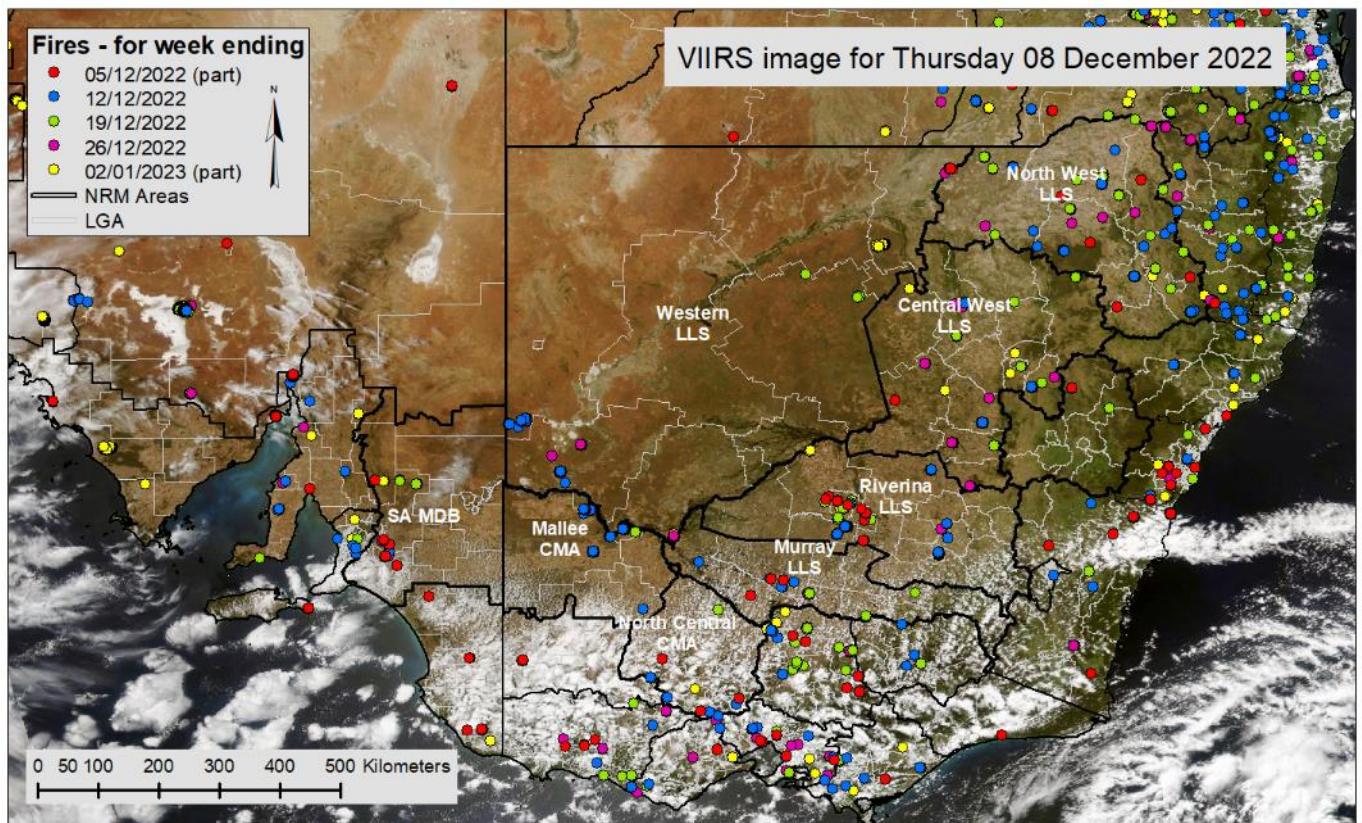 Fires - for week ending
05/12/2022 (part)
12/12/2022
19/12/2022
26/12/2022
02/01/2023 (part)
NRM Areas
LGA
N
VIIRS image for Thursday 08 December 2022
North West
LLS
Western
LLS
Central West
LLS
Riverina
LLS
SA MDB
Mallee
CMA
Murray
LLS
North Central
CMA
0 50 100 200 300 400 500 Kilometers